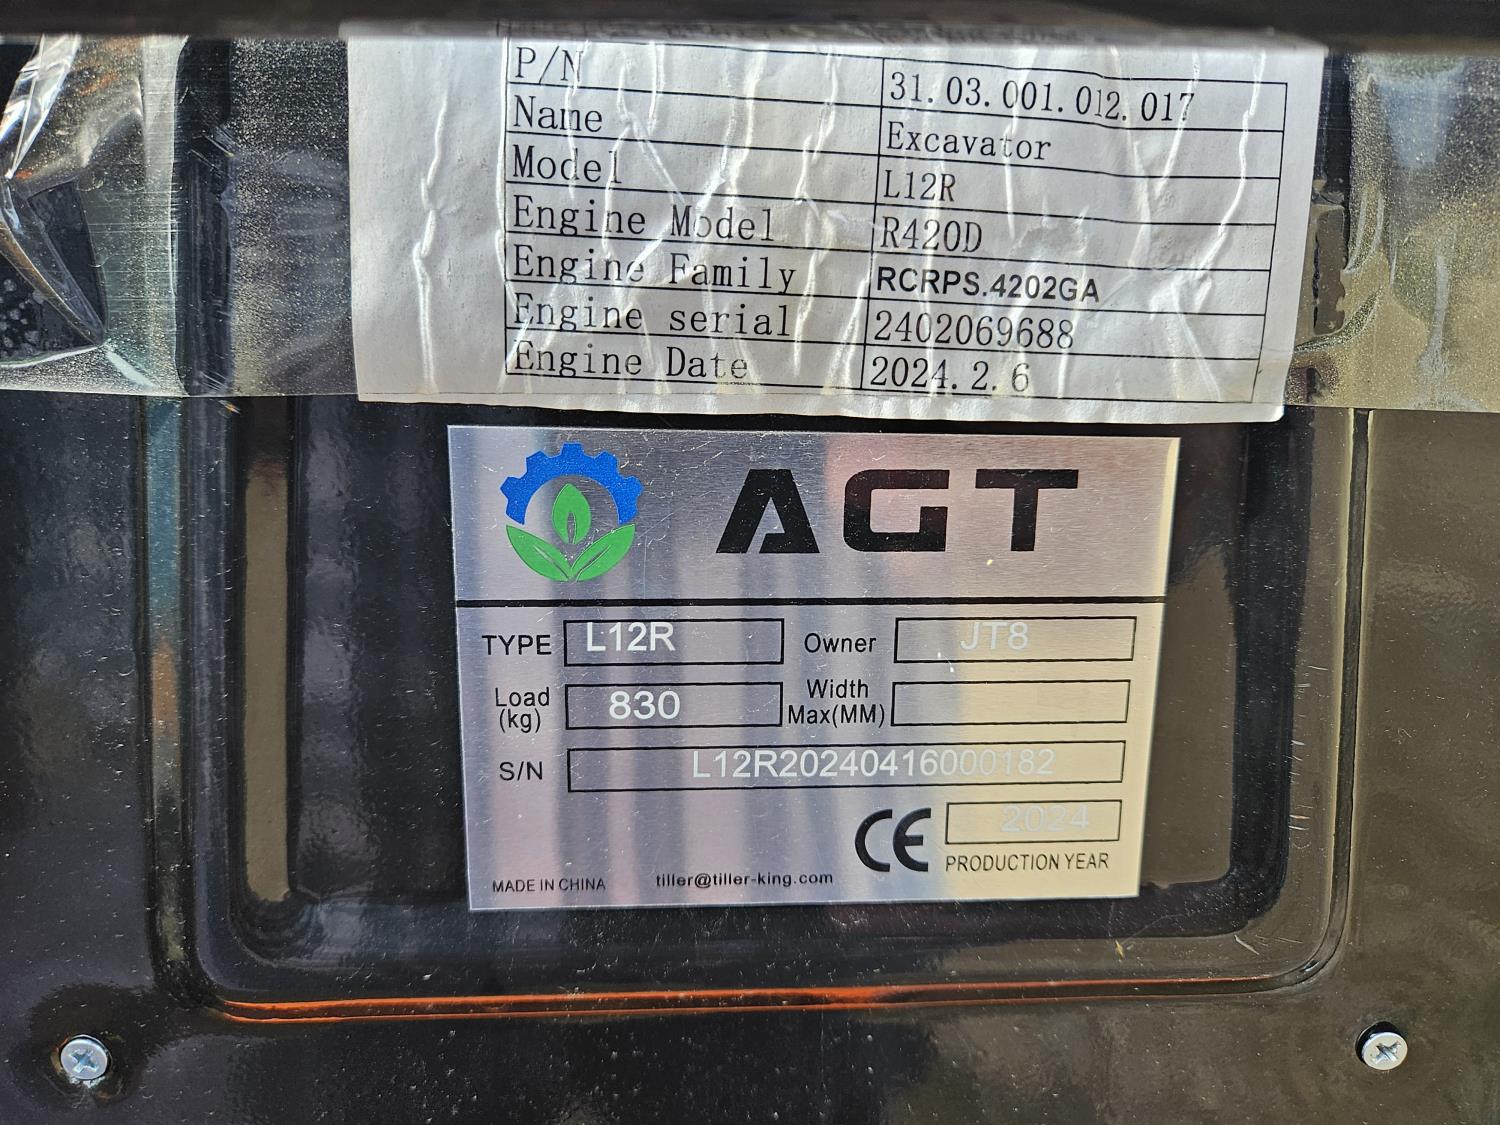 P/N 31.03.001.012.017
Name Excavator
Model L12R
Engine Model R420D
Engine Family RCRPS.4202GA
Engine serial 2402069688
Engine Date 2024.2.6
AGT
TYPE L12R Owner JT8
Load (kg) 830 Width Max(MM)
S/N L12R20240416000182
CE 2024
PRODUCTION YEAR
MADE IN CHINA tiller@tiller-king.com